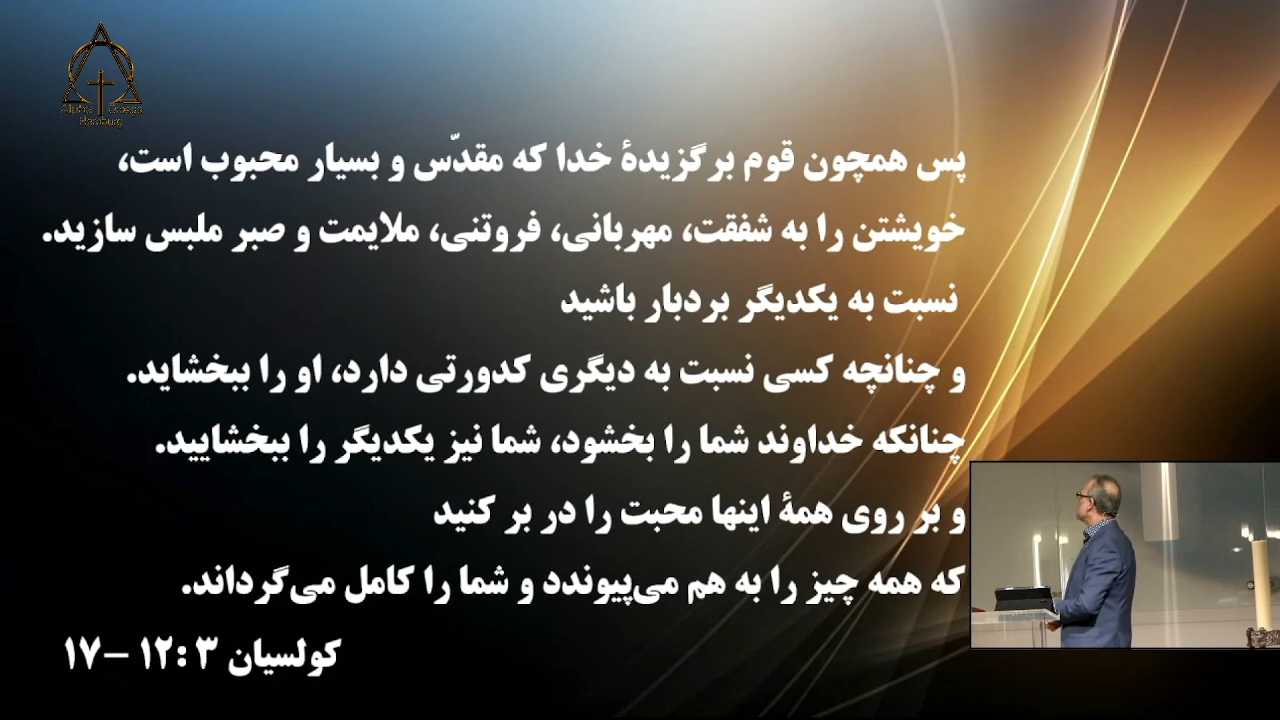 Alpha Omega
Hamburg
پس همچون قوم برگزیدهٔ خدا که مقدّس و بسیار محبوب است،
خویشتن را به شفقت، مهربانی، فروتنی، ملایمت و صبر ملبس سازید.
نسبت به یکدیگر بردبار باشید
و چنانچه کسی نسبت به دیگری کدورتی دارد، او را ببخشاید.
چنانکه خداوند شما را بخشود، شما نیز یکدیگر را ببخشایید.
و بر روی همهٔ اینها محبت را در بر کنید
که همه چیز را به هم می‌پیوندد و شما را کامل می‌گرداند.
کولسیان ۳ :۱۲ –۱۷